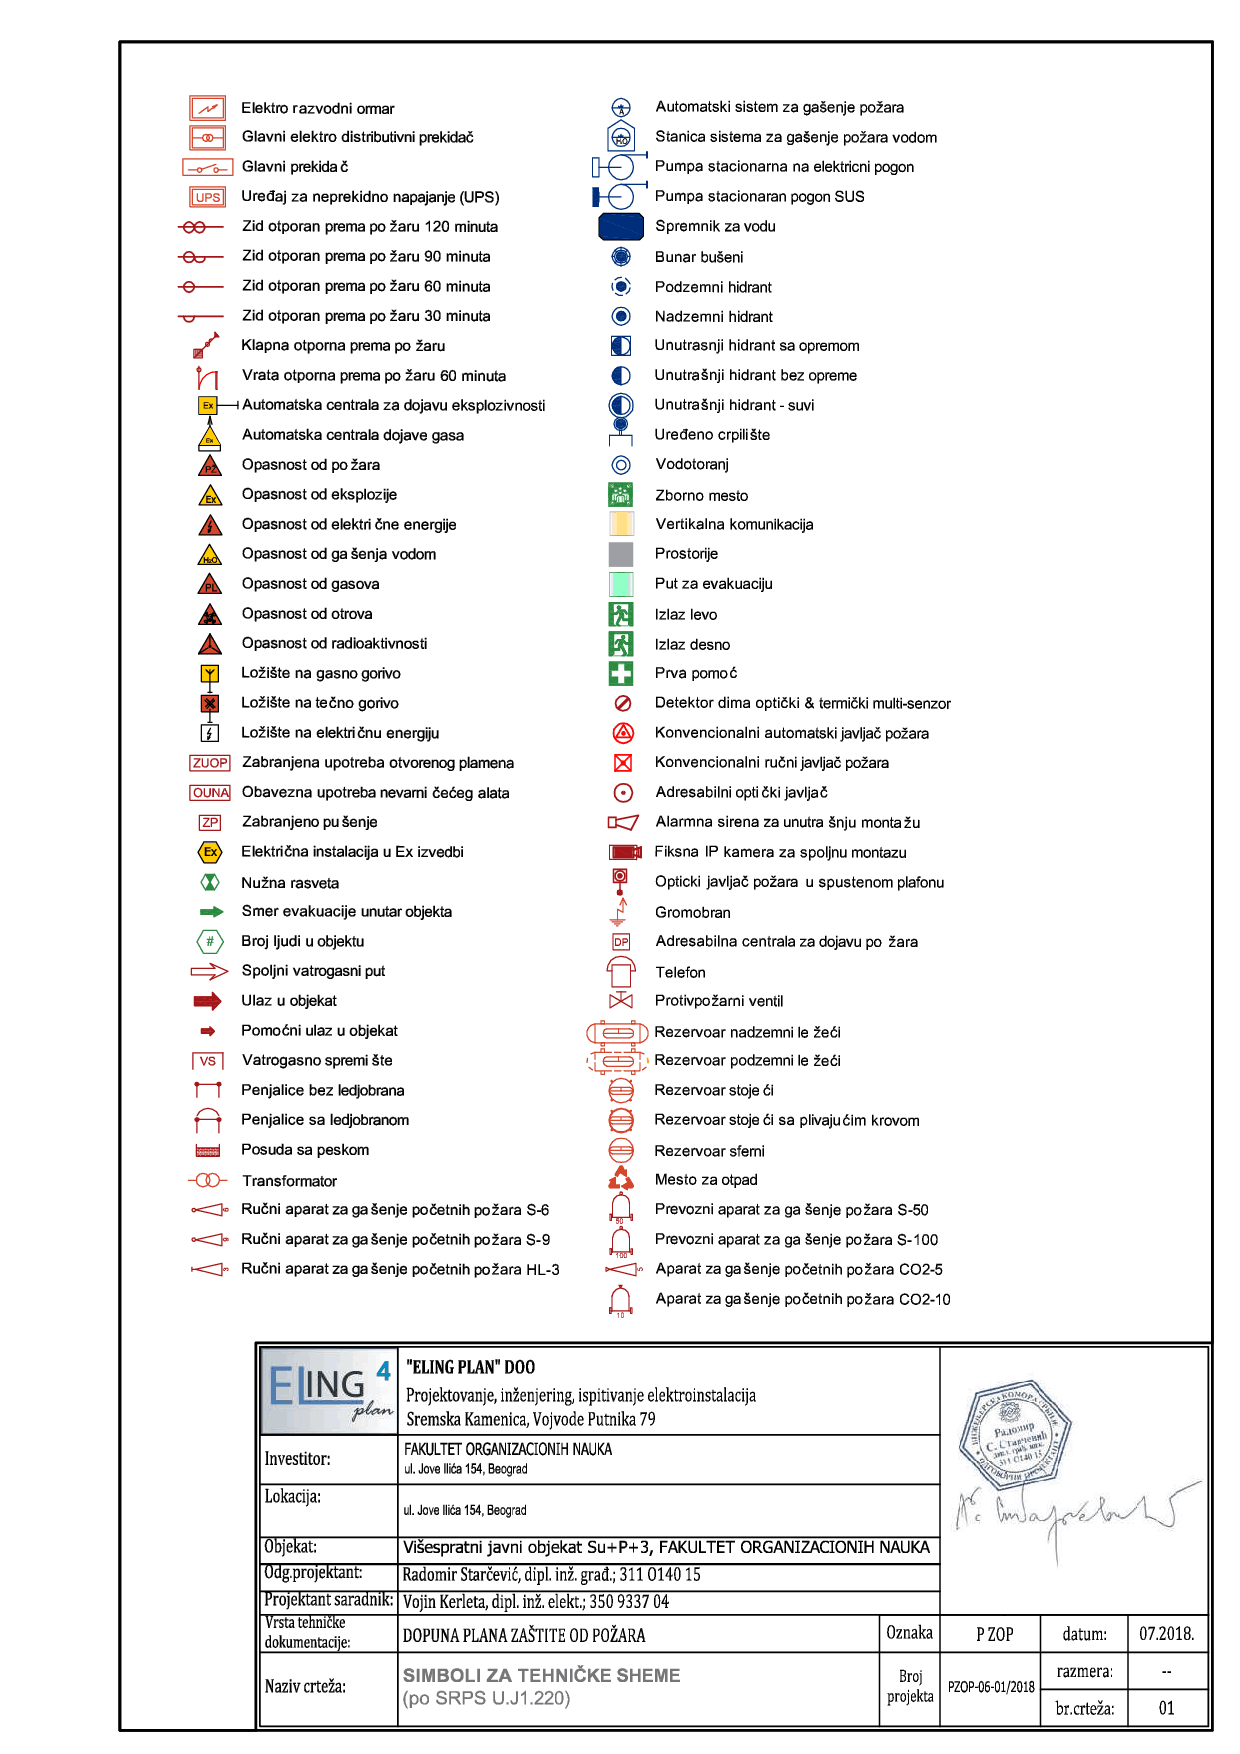 Elektro razvodni ormar
Glavni elektro distributivni prekidač
Glavni prekidač
UPS Uređaj za neprekidno napajanje (UPS)
Zid otporan prema požaru 120 minuta
Zid otporan prema požaru 90 minuta
Zid otporan prema požaru 60 minuta
Zid otporan prema požaru 30 minuta
Klapna otporna prema požaru
Vrata otporna prema požaru 60 minuta
Ex Automatska centrala za dojavu eksplozivnosti
Ex Automatska centrala dojave gasa
PZ Opasnost od požara
Ex Opasnost od eksplozije
Opasnost od električne energije
H2O Opasnost od gašenja vodom
PL Opasnost od gasova
Opasnost od otrova
Opasnost od radioaktivnosti
Ložište na gasno gorivo
Ložište na tečno gorivo
Ložište na električnu energiju
ZUOP Zabranjena upotreba otvorenog plamena
OUNA Obavezna upotreba nevarničećeg alata
ZP Zabranjeno pušenje
Ex Električna instalacija u Ex izvedbi
Nužna rasveta
Smer evakuacije unutar objekta
# Broj ljudi u objektu
Spoljni vatrogasni put
Ulaz u objekat
Pomoćni ulaz u objekat
VS Vatrogasno spremište
Penjalice bez ledjobrana
Penjalice sa ledjobranom
Posuda sa peskom
Transformator
Ručni aparat za gašenje početnih požara S-6
Ručni aparat za gašenje početnih požara S-9
Ručni aparat za gašenje početnih požara HL-3
A Automatski sistem za gašenje požara
Stanica sistema za gašenje požara vodom
Pumpa stacionarna na elektricni pogon
Pumpa stacionaran pogon SUS
Spremnik za vodu
Bunar bušeni
Podzemni hidrant
Nadzemni hidrant
Unutrasnji hidrant sa opremom
Unutrašnji hidrant bez opreme
Unutrašnji hidrant - suvi
Uređeno crpilište
Vodotoranj
Zborno mesto
Vertikalna komunikacija
Prostorije
Put za evakuaciju
Izlaz levo
Izlaz desno
Prva pomoć
Detektor dima optički & termički multi-senzor
Konvencionalni automatski javljač požara
Konvencionalni ručni javljač požara
Adresabilni optički javljač
Alarmna sirena za unutrašnju montažu
Fiksna IP kamera za spoljnu montazu
Opticki javljač požara u spustenom plafonu
Gromobran
DP Adresabilna centrala za dojavu požara
Telefon
Protivpožarni ventil
Rezervoar nadzemni ležeći
Rezervoar podzemni ležeći
Rezervoar stojeći
Rezervoar stojeći sa plivajućim krovom
Rezervoar sferni
Mesto za otpad
50 Prevozni aparat za gašenje početnih požara S-50
100 Prevozni aparat za gašenje početnih požara S-100
5 Aparat za gašenje početnih požara CO2-5
10 Aparat za gašenje početnih požara CO2-10
ELING 4 plan
"ELING PLAN" DOO
Projektovanje, inženjering, ispitivanje elektroinstalacija
Sremska Kamenica, Vojvode Putnika 79
Investitor: FAKULTET ORGANIZACIONIH NAUKA
ul. Jove Ilića 154, Beograd
Lokacija: ul. Jove Ilića 154, Beograd
Objekat: Višespratni javni objekat Su+P+3, FAKULTET ORGANIZACIONIH NAUKA
Odg.projektant: Radomir Starčević, dipl. inž. građ.; 311 O140 15
Projektant saradnik: Vojin Kerleta, dipl. inž. elekt.; 350 9337 04
Vrsta tehničke dokumentacije: DOPUNA PLANA ZAŠTITE OD POŽARA
Oznaka P ZOP datum: 07.2018.
Naziv crteža: SIMBOLI ZA TEHNIČKE SHEME
(po SRPS U.J1.220)
Broj projekta PZOP-06-01/2018
razmera: --
br.crteža: 01
ИНЖЕЊЕРСКА КОМОРА СРБИЈЕ
Радомир
311 О140 15
ОДГОВОРНИ ПРОЈЕКТАНТ